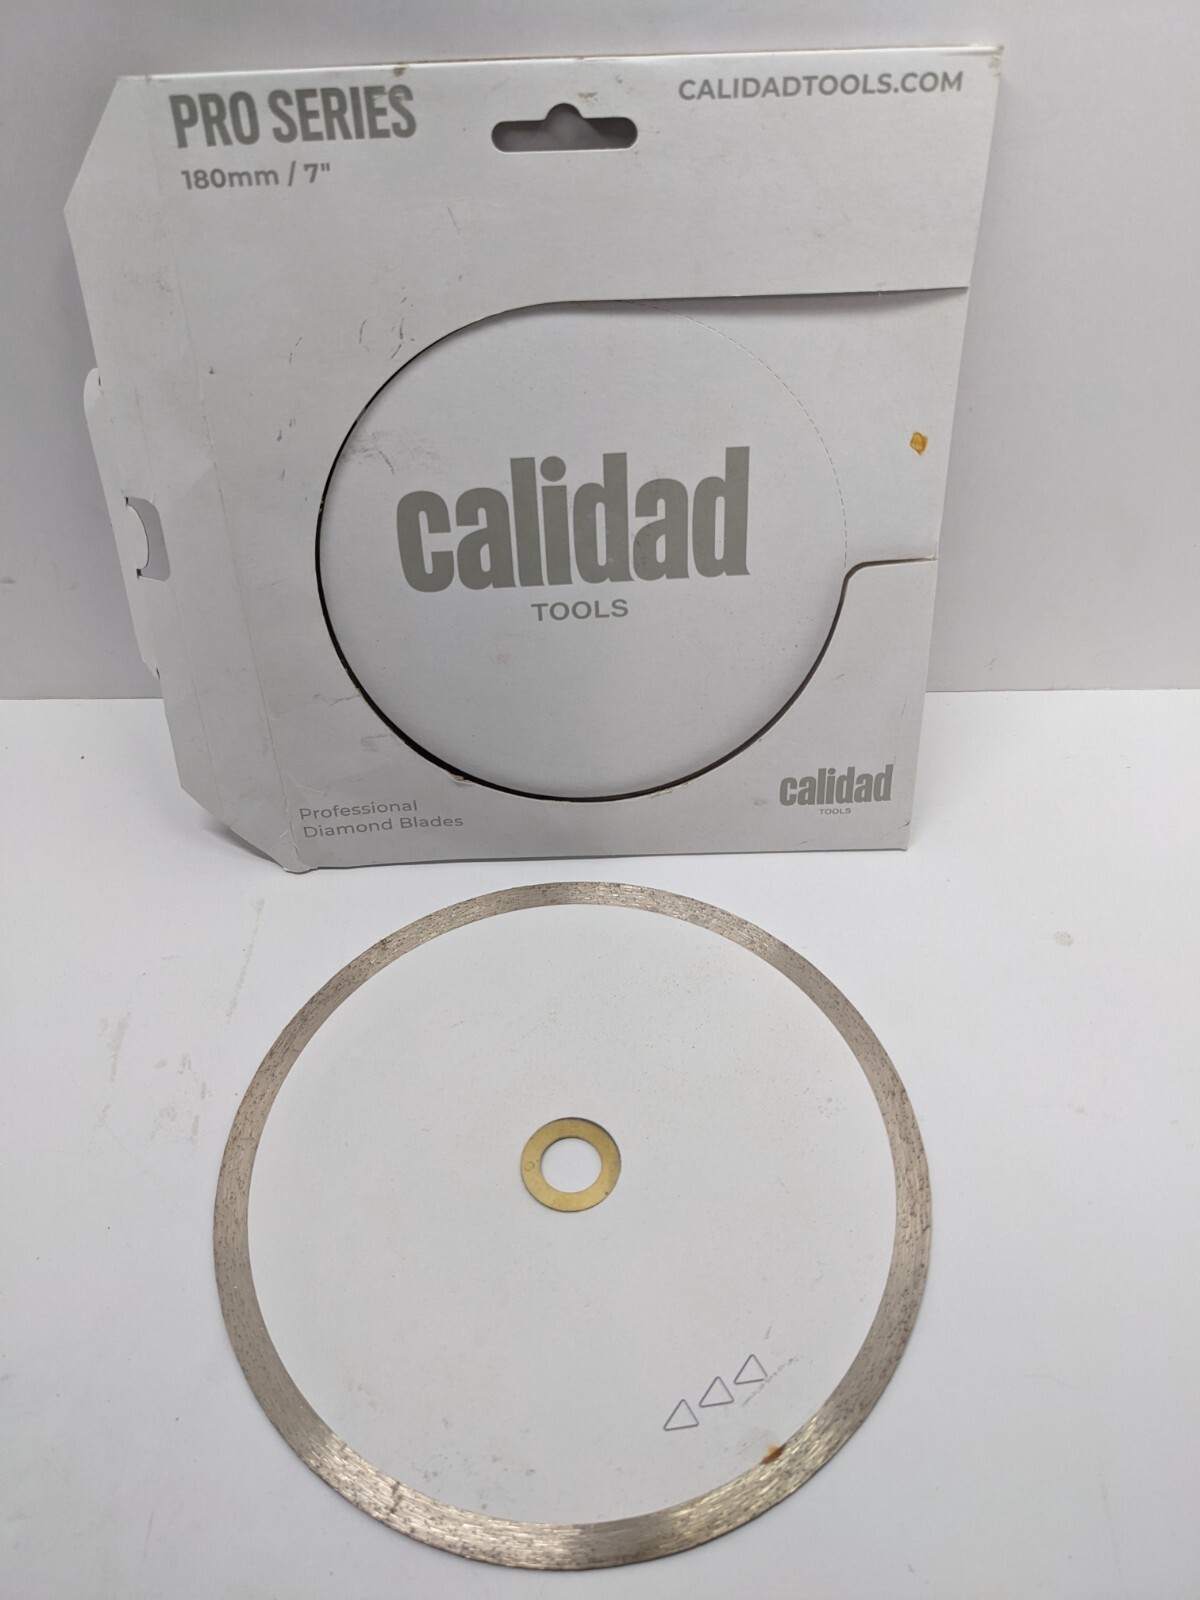 PRO SERIES
180mm / 7"
CALIDADTOOLS.COM
calidad
TOOLS
Professional
Diamond Blades
calidad
TOOLS